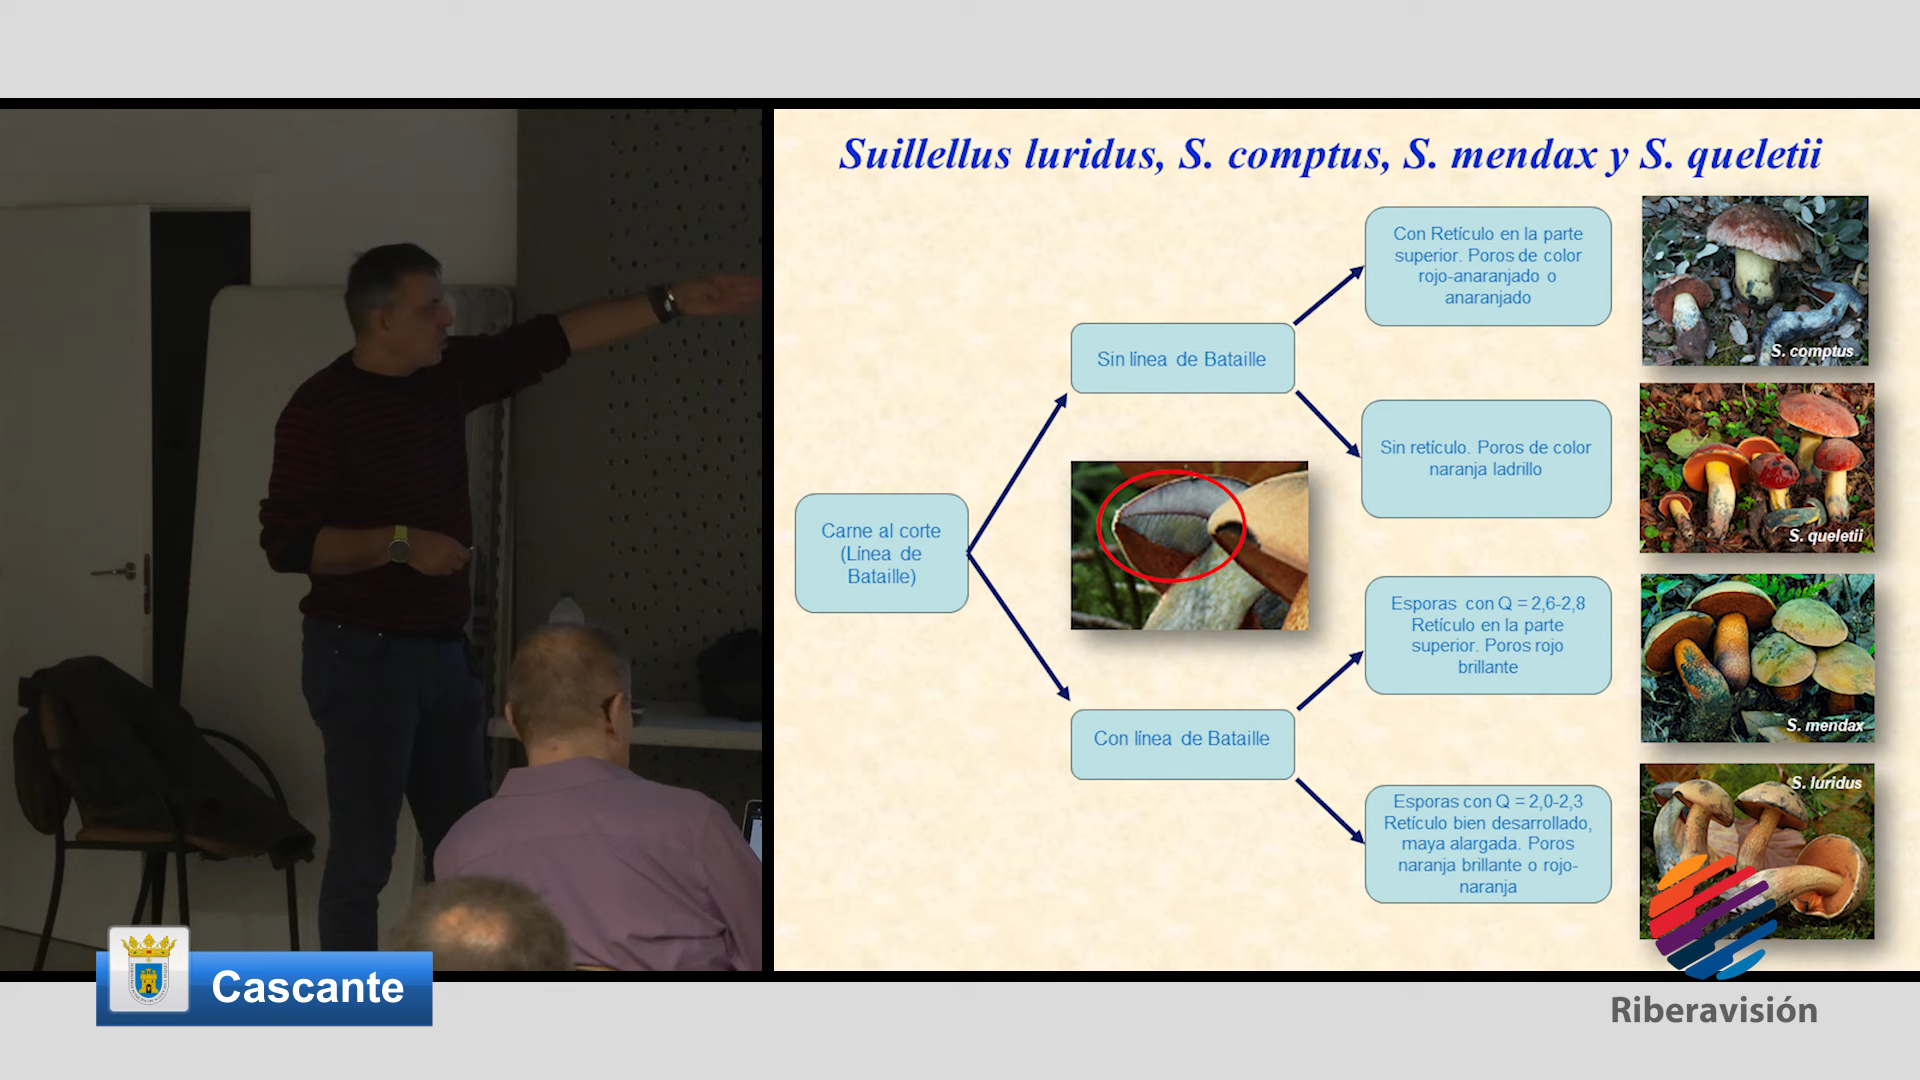 Suillellus luridus, S. comptus, S. mendax y S. queletii
Con Retículo en la parte
superior. Poros de color
rojo-anaranjado o
anaranjado
S. comptus
Sin línea de Bataille
Sin retículo. Poros de color
naranja ladrillo
S. queletii
Carne al corte
(Línea de
Bataille)
Esporas con Q = 2,6-2,8
Retículo en la parte
superior. Poros rojo
brillante
S. mendax
Con línea de Bataille
Esporas con Q = 2,0-2,3
Retículo bien desarrollado,
maya alargada. Poros
naranja brillante o rojo-
naranja
S. luridus
Cascante
Riberavisión